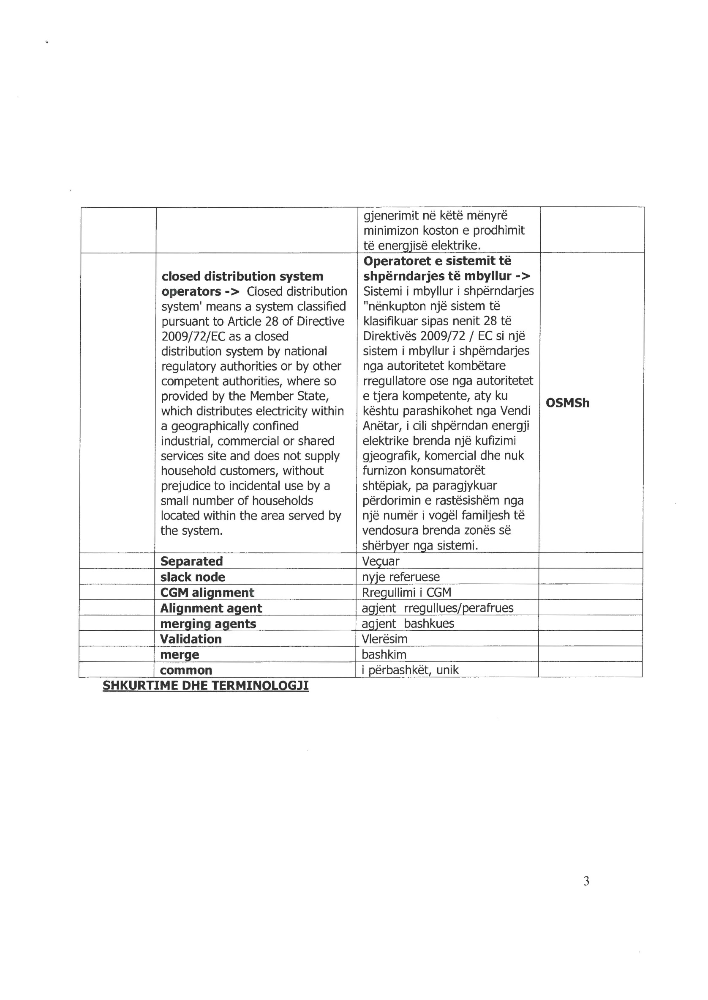 gjenerimit në këtë mënyrë
minimizon koston e prodhimit
të energjisë elektrike.
closed distribution system
operators -> Closed distribution
system' means a system classified
pursuant to Article 28 of Directive
2009/72/EC as a closed
distribution system by national
regulatory authorities or by other
competent authorities, where so
provided by the Member State,
which distributes electricity within
a geographically confined
industrial, commercial or shared
services site and does not supply
household customers, without
prejudice to incidental use by a
small number of households
located within the area served by
the system.
Operatoret e sistemit të
shpërndarjes të mbyllur ->
Sistemi i mbyllur i shpërndarjes
"nënkupton një sistem të
klasifikuar sipas nenit 28 të
Direktivës 2009/72 / EC si një
sistem i mbyllur i shpërndarjes
nga autoritetet kombëtare
rregullatore ose nga autoritetet
e tjera kompetente, aty ku
kështu parashikohet nga Vendi
Anëtar, i cili shpërndan energji
elektrike brenda një kufizimi
gjeografik, komercial dhe nuk
furnizon konsumatorët
shtëpiak, pa paragjykuar
përdorimin e rastësishëm nga
një numër i vogël familjesh të
vendosura brenda zonës së
shërbyer nga sistemi.
OSMSh
Separated Veçuar
slack node nyje referuese
CGM alignment Rregullimi i CGM
Alignment agent agjent rregullues/perafrues
merging agents agjent bashkues
Validation Vlerësim
merge bashkim
common i përbashkët, unik
SHKURTIME DHE TERMINOLOGJI
3